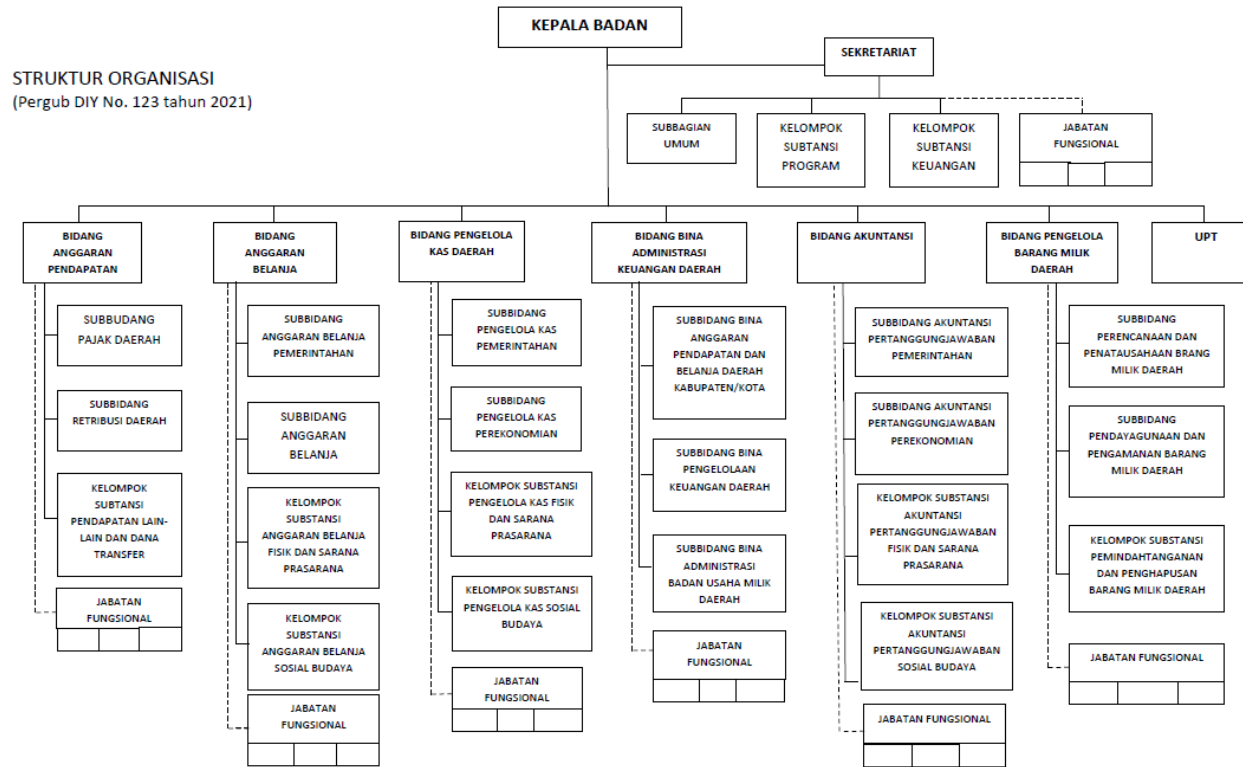 KEPALA BADAN
SEKRETARIAT
STRUKTUR ORGANISASI
(Pergub DIY No. 123 tahun 2021)
SUBBAGIAN
UMUM
KELOMPOK
SUBTANSI
PROGRAM
KELOMPOK
SUBTANSI
KEUANGAN
JABATAN
FUNGSIONAL
BIDANG
ANGGARAN
PENDAPATAN
BIDANG
ANGGARAN
BELANJA
BIDANG PENGELOLA
KAS DAERAH
BIDANG BINA
ADMINISTRASI
KEUANGAN DAERAH
BIDANG AKUNTANSI
BIDANG PENGELOLA
BARANG MILIK
DAERAH
UPT
SUBBUDANG
PAJAK DAERAH
SUBBIDANG
RETRIBUSI DAERAH
KELOMPOK
SUBTANSI
PENDAPATAN LAIN-
LAIN DAN DANA
TRANSFER
JABATAN
FUNGSIONAL
SUBBIDANG
ANGGARAN BELANJA
PEMERINTAHAN
SUBBIDANG
ANGGARAN
BELANJA
KELOMPOK
SUBSTANSI
ANGGARAN BELANJA
FISIK DAN SARANA
PRASARANA
KELOMPOK
SUBSTANSI
ANGGARAN BELANJA
SOSIAL BUDAYA
JABATAN
FUNGSIONAL
SUBBIDANG
PENGELOLA KAS
PEMERINTAHAN
SUBBIDANG
PENGELOLA KAS
PEREKONOMIAN
KELOMPOK SUBSTANSI
PENGELOLA KAS FISIK
DAN SARANA
PRASARANA
KELOMPOK SUBSTANSI
PENGELOLA KAS SOSIAL
BUDAYA
JABATAN
FUNGSIONAL
SUBBIDANG BINA
ANGGARAN
PENDAPATAN DAN
BELANJA DAERAH
KABUPATEN/KOTA
SUBBIDANG BINA
PENGELOLAAN
KEUANGAN DAERAH
SUBBIDANG BINA
ADMINISTRASI
BADAN USAHA MILIK
DAERAH
JABATAN
FUNGSIONAL
SUBBIDANG AKUNTANSI
PERTANGGUNGJAWABAN
PEMERINTAHAN
SUBBIDANG AKUNTANSI
PERTANGGUNGJAWABAN
PEREKONOMIAN
KELOMPOK SUBSTANSI
AKUNTANSI
PERTANGGUNGJAWABAN
FISIK DAN SARANA
PRASARANA
KELOMPOK SUBSTANSI
AKUNTANSI
PERTANGGUNGJAWABAN
SOSIAL BUDAYA
JABATAN FUNGSIONAL
SUBBIDANG
PERENCANAAN DAN
PENATAUSAHAAN BRANG
MILIK DAERAH
SUBBIDANG
PENDAYAGUNAAN DAN
PENGAMANAN BARANG
MILIK DAERAH
KELOMPOK SUBSTANSI
PEMINDAHTANGANAN
DAN PENGHAPUSAN
BARANG MILIK DAERAH
JABATAN FUNGSIONAL